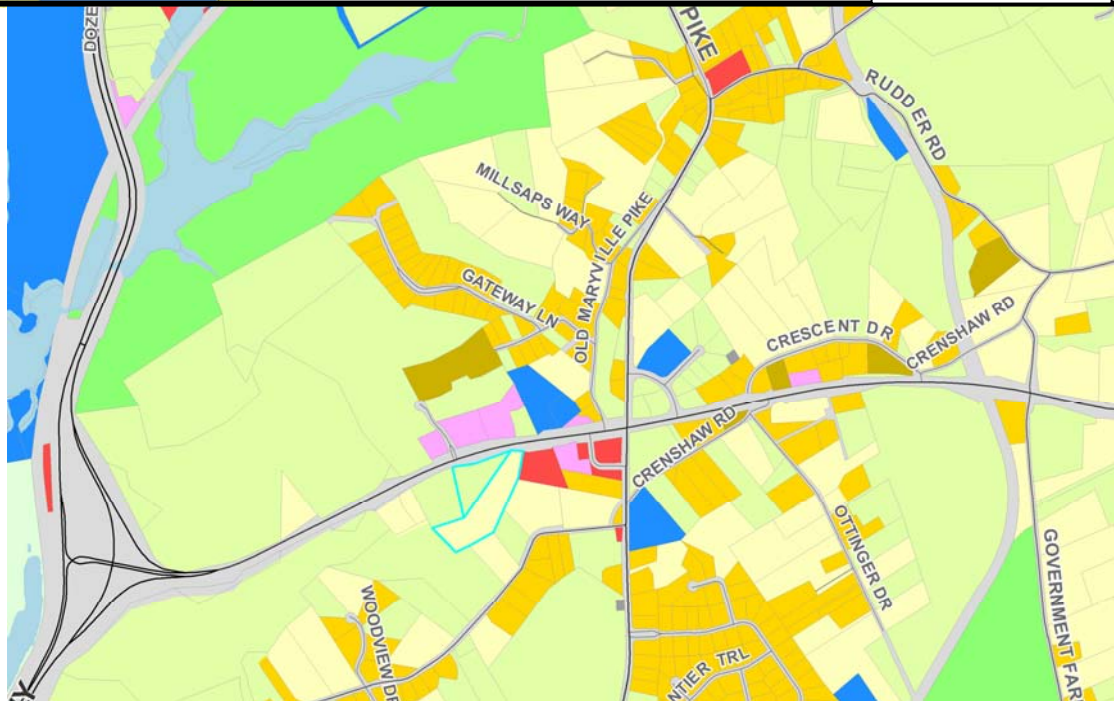 DOZE
PIKE
RUDDER RD
MILLSAPS WAY
OLD MARYVILLE PIKE
GATEWAY LN
CRESCENT DR
CRENSHAW RD
CRENSHAW RD
OTTINGER DR
GOVERNMENT FAR
WOODVIEW DR
NTIER TRL
Y